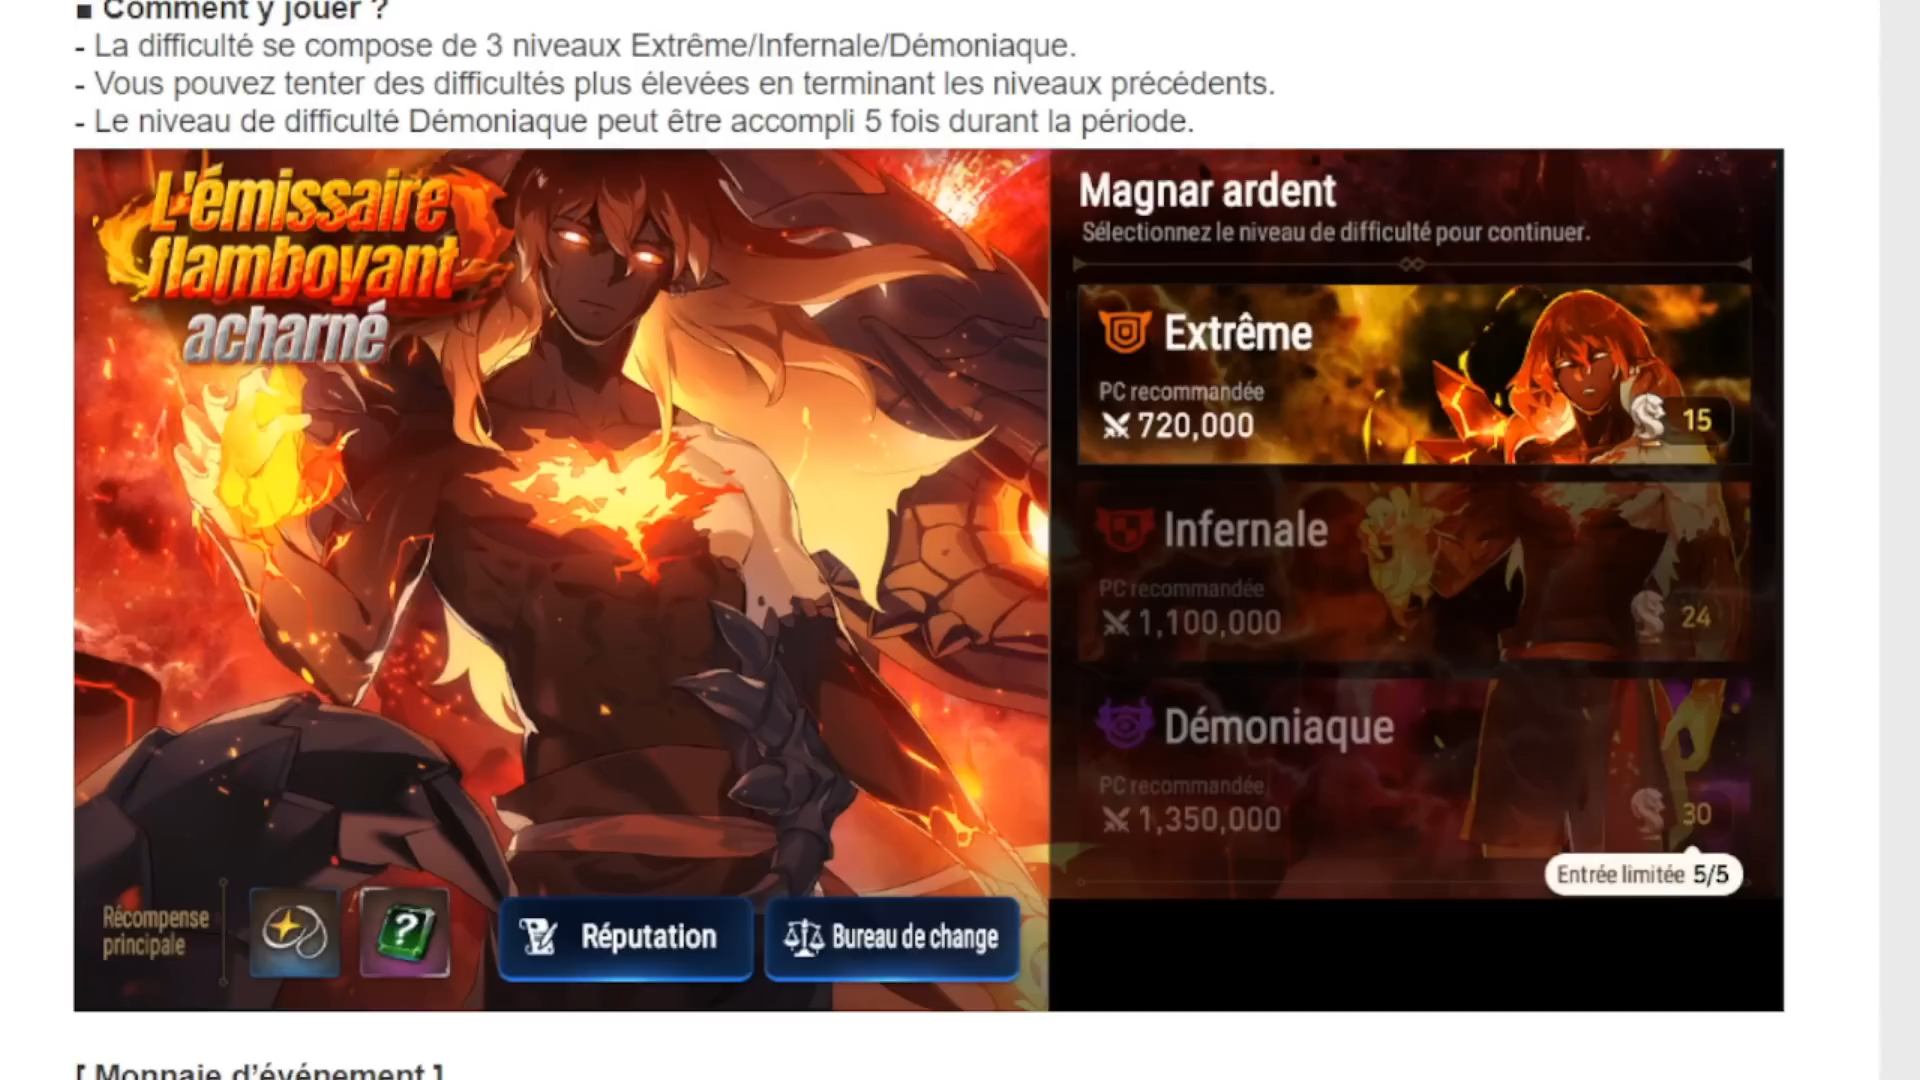 ■ Comment y jouer ?
- La difficulté se compose de 3 niveaux Extrême/Infernale/Démoniaque.
- Vous pouvez tenter des difficultés plus élevées en terminant les niveaux précédents.
- Le niveau de difficulté Démoniaque peut être accompli 5 fois durant la période.
L'émissaire
flamboyant
acharné
Magnar ardent
Sélectionnez le niveau de difficulté pour continuer.
Extrême
PC recommandée
720,000
15
Infernale
PC recommandée
1,100,000
24
Démoniaque
PC recommandée
1,350,000
30
Entrée limitée 5/5
Récompense
principale
?
Réputation
Bureau de change
[ Monnaie d’événement ]